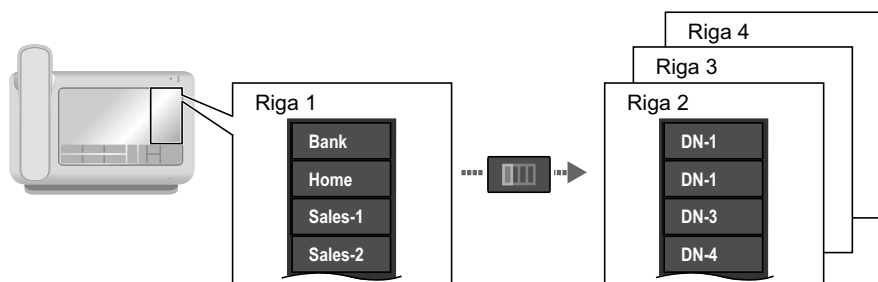 Riga 4
Riga 3
Riga 1
Riga 2
Bank
Home
Sales-1
Sales-2
DN-1
DN-1
DN-3
DN-4